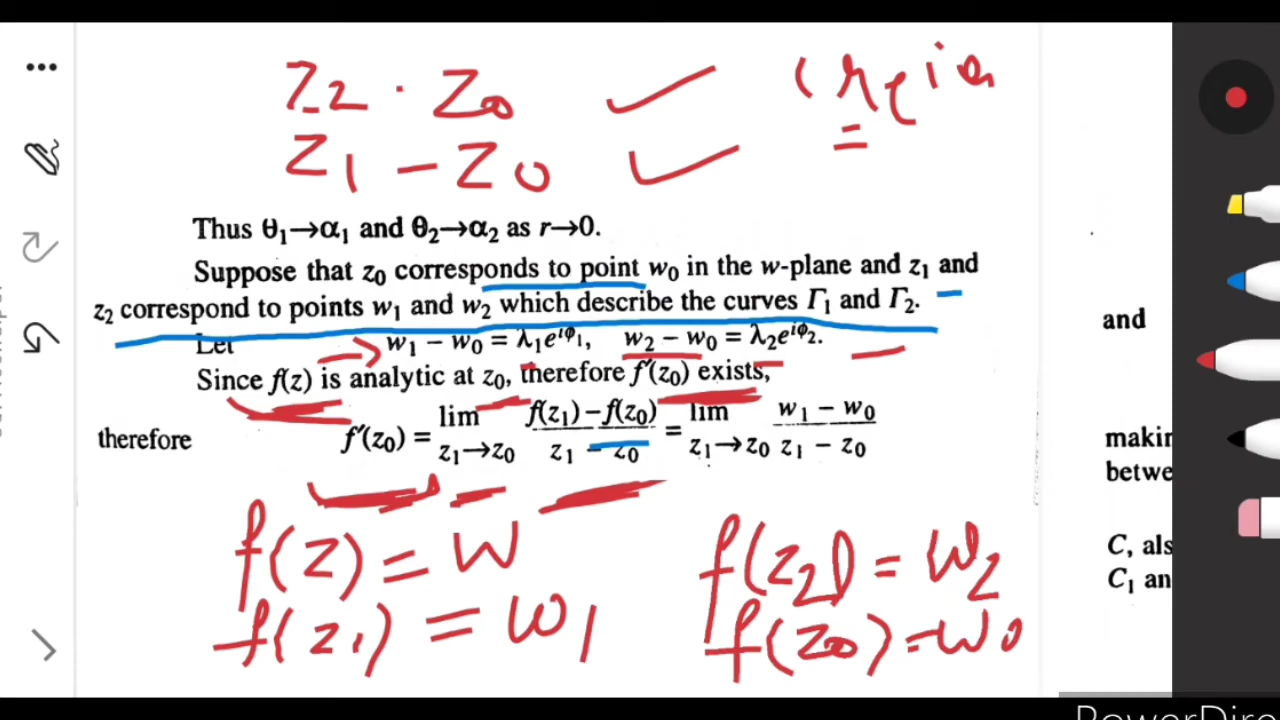 Z2 · Z0
(re^iθ
Z1 – Z0
Thus θ₁→α₁ and θ₂→α₂ as r→0.
Suppose that z₀ corresponds to point w₀ in the w-plane and z₁ and
z₂ correspond to points w₁ and w₂ which describe the curves Γ₁ and Γ₂.
Let w₁ – w₀ = λ₁e^iϕ₁, w₂ – w₀ = λ₂e^iϕ₂.
Since f(z) is analytic at z₀, therefore f′(z₀) exists,
therefore f′(z₀) = lim z₁→z₀ f(z₁)–f(z₀) / z₁ – z₀ = lim z₁→z₀ w₁ – w₀ / z₁ – z₀
f(z) = w
f(z₂) = w₂
f(z₁) = w₁
f(z₀) = w₀
and
makin
betwe
C, als
C₁ an
PowerDire